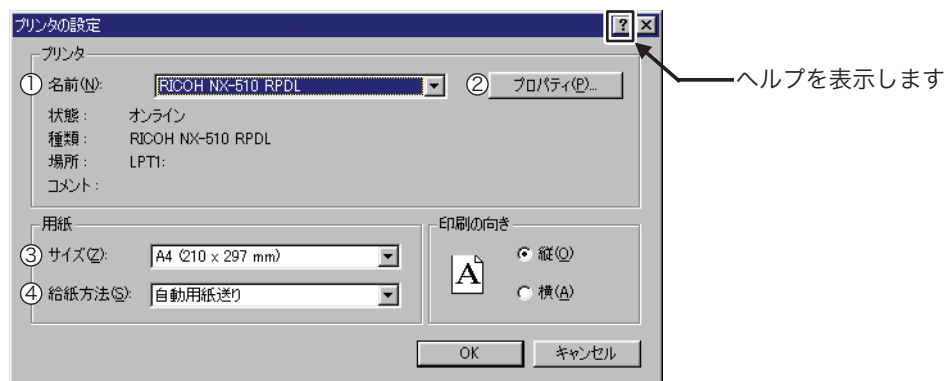 プリンタの設定
? ×
ヘルプを表示します
プリンタ
① 名前(N): RICOH NX-510 RPDL ② プロパティ(P)...
状態： オンライン
種類： RICOH NX-510 RPDL
場所： LPT1:
コメント：
用紙
③ サイズ(Z): A4 (210 x 297 mm)
④ 給紙方法(S): 自動用紙送り
印刷の向き
A
縦(O)
横(A)
OK キャンセル